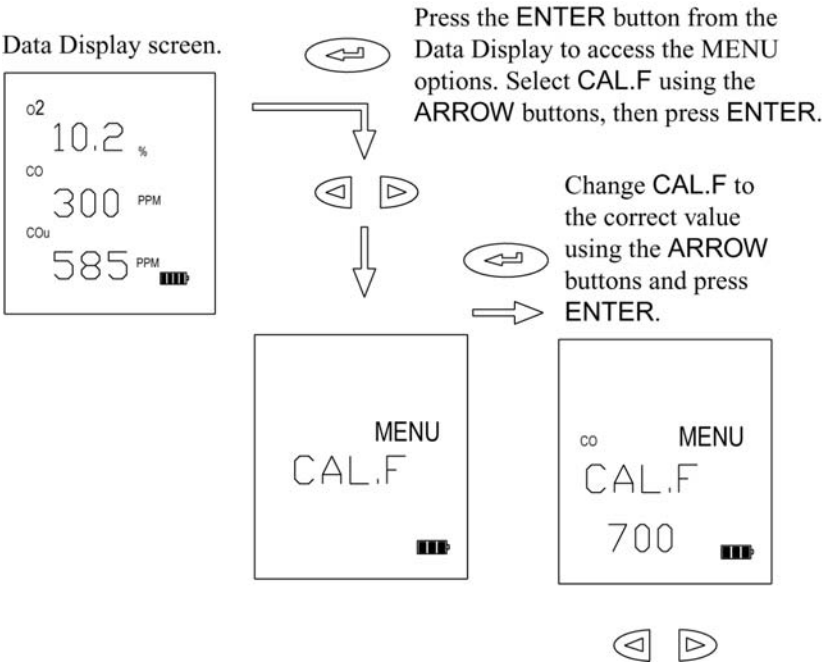 Data Display screen.
Press the ENTER button from the
Data Display to access the MENU
options. Select CAL.F using the
ARROW buttons, then press ENTER.
O2
10.2 %
CO
300 PPM
COu
585 PPM
Change CAL.F to
the correct value
using the ARROW
buttons and press
ENTER.
MENU
CAL.F
CO MENU
CAL.F
700